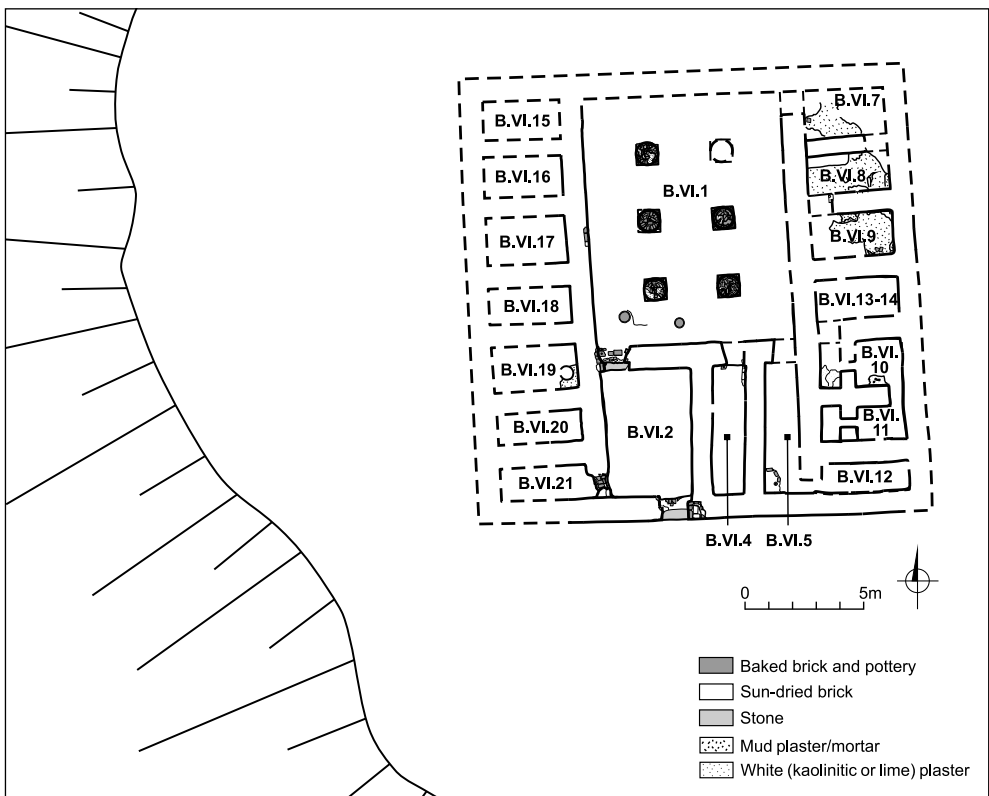 B.VI.7
B.VI.15
B.VI.16
B.VI.1
B.VI.8
B.VI.17
B.VI.9
B.VI.18
B.VI.13-14
B.VI.19
B.VI.
10
B.VI.20
B.VI.2
B.VI.
11
B.VI.21
B.VI.12
B.VI.4 B.VI.5
0 5m
Baked brick and pottery
Sun-dried brick
Stone
Mud plaster/mortar
White (kaolinitic or lime) plaster